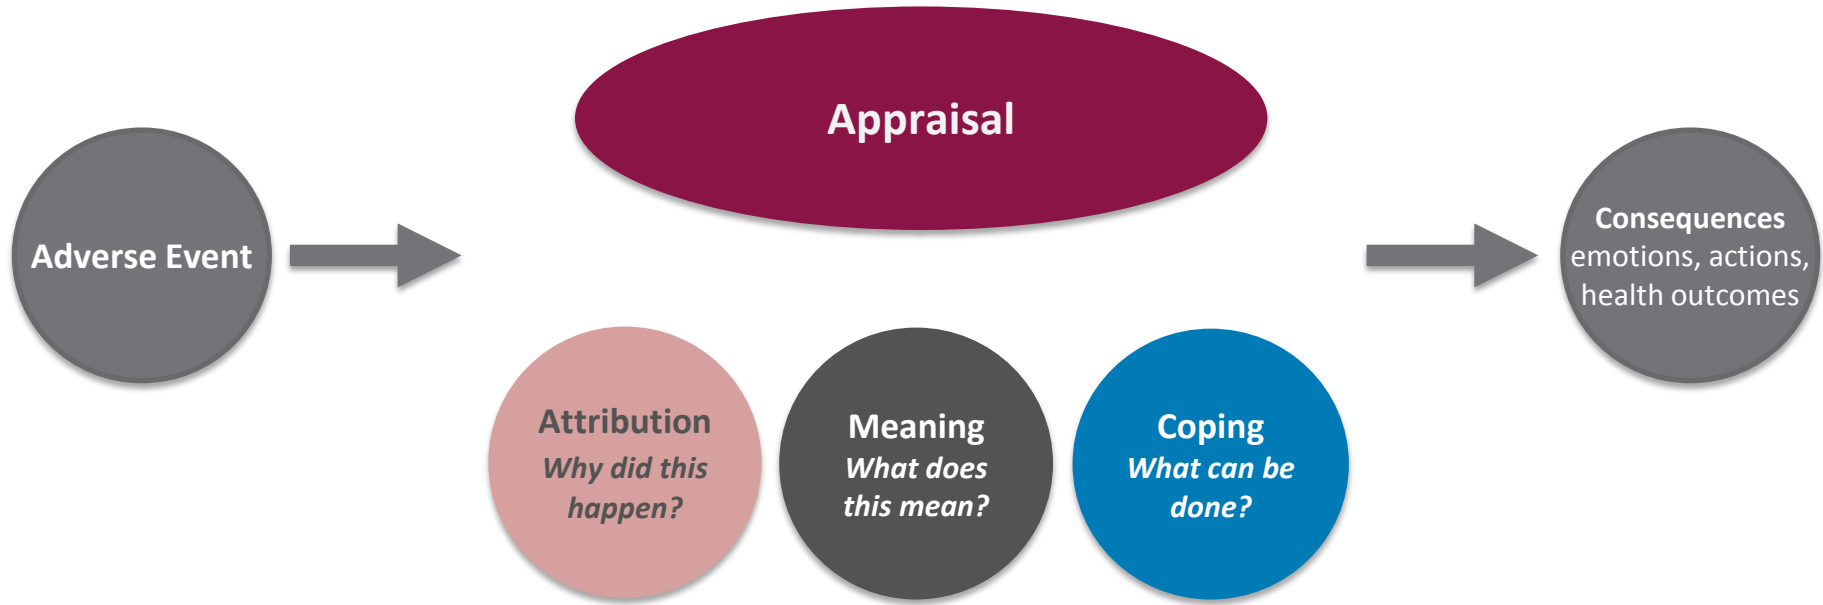 Appraisal
Adverse Event
Consequences
emotions, actions,
health outcomes
Attribution
Why did this
happen?
Meaning
What does
this mean?
Coping
What can be
done?